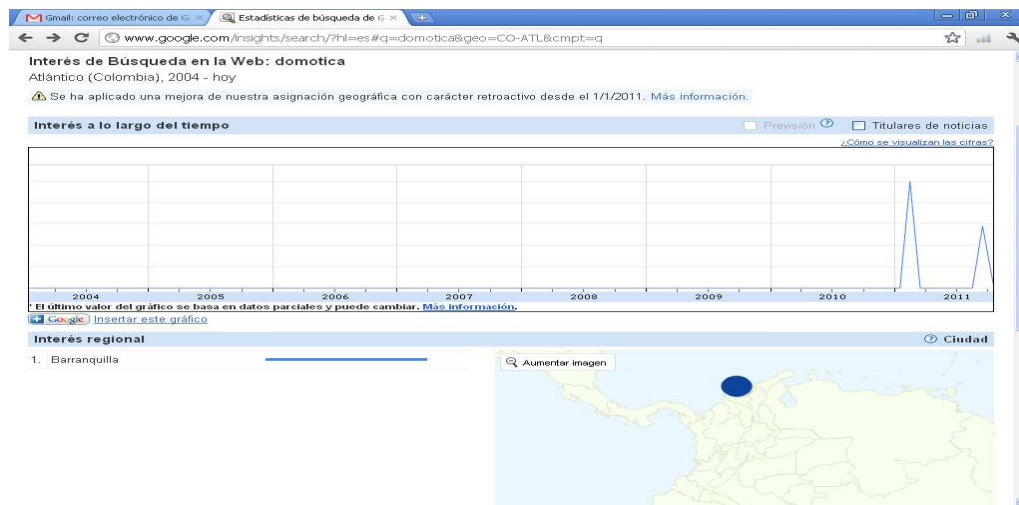 Gmail: correo electrónico de G
Estadísticas de búsqueda de G
www.google.com/insights/search/?hl=es#q=domotica&geo=CO-ATL&cmpt=q
Interés de Búsqueda en la Web: domotica
Atlántico (Colombia), 2004 - hoy
Se ha aplicado una mejora de nuestra asignación geográfica con carácter retroactivo desde el 1/1/2011. Más información.
Interés a lo largo del tiempo Previsión ? Titulares de noticias
¿Cómo se visualizan las cifras?
2004 2005 2006 2007 2008 2009 2010 2011
* El último valor del gráfico se basa en datos parciales y puede cambiar. Más información.
Google Insertar este gráfico
Interés regional ? Ciudad
1. Barranquilla
Aumentar imagen